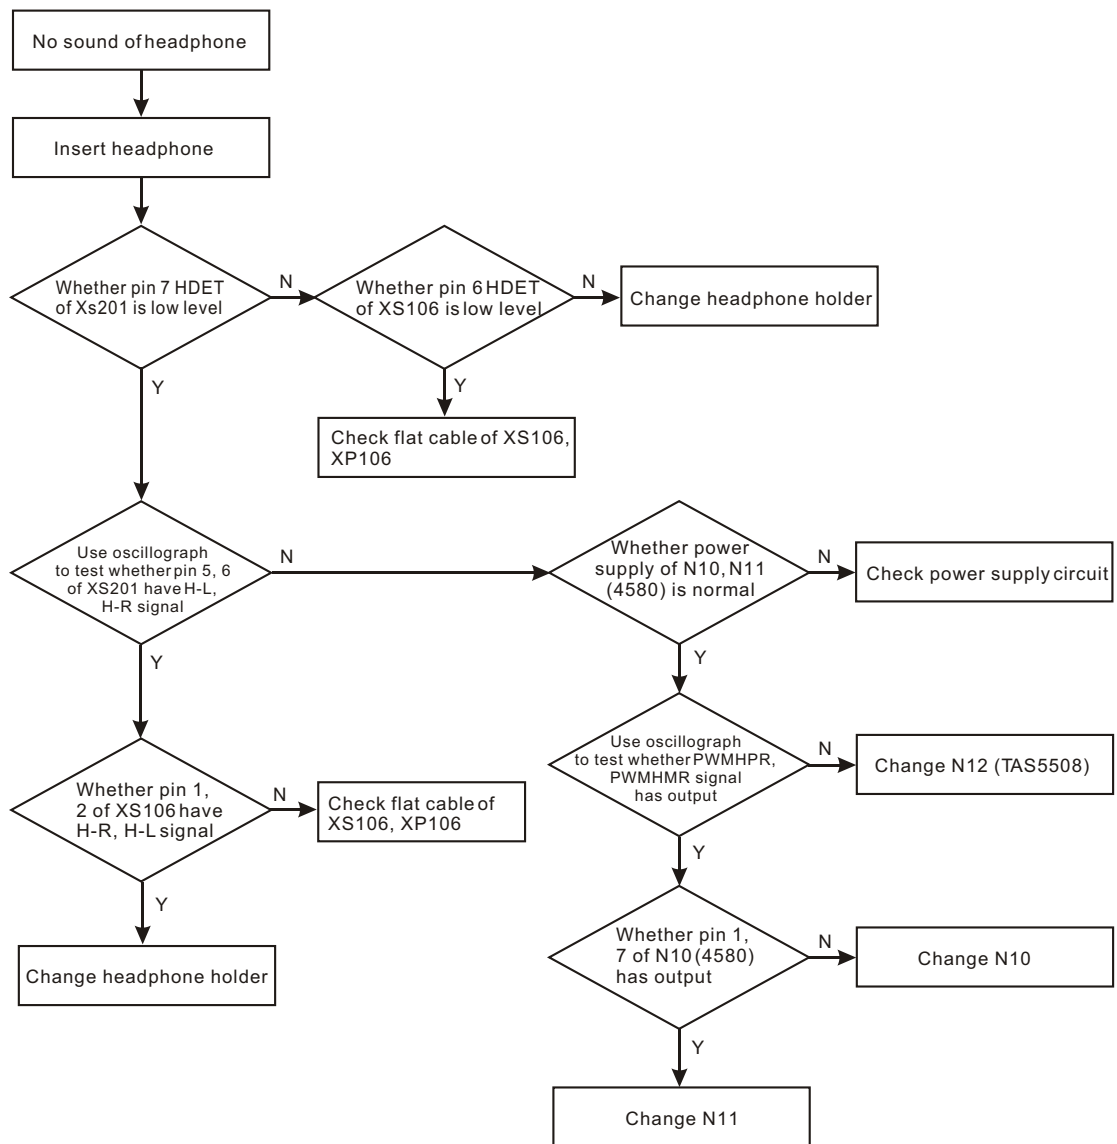 No sound of headphone
Insert headphone
Whether pin 7 HDET
of Xs201 is low level
N
Whether pin 6 HDET
of XS106 is low level
N
Change headphone holder
Y
Y
Check flat cable of XS106,
XP106
Use oscillograph
to test whether pin 5, 6
of XS201 have H-L,
H-R signal
N
Whether power
supply of N10, N11
(4580) is normal
N
Check power supply circuit
Y
Y
Use oscillograph
to test whether PWMHPR,
PWMHMR signal
has output
N
Change N12 (TAS5508)
Whether pin 1,
2 of XS106 have
H-R, H-L signal
N
Check flat cable of
XS106, XP106
Y
Y
Whether pin 1,
7 of N10 (4580)
has output
N
Change N10
Change headphone holder
Y
Change N11